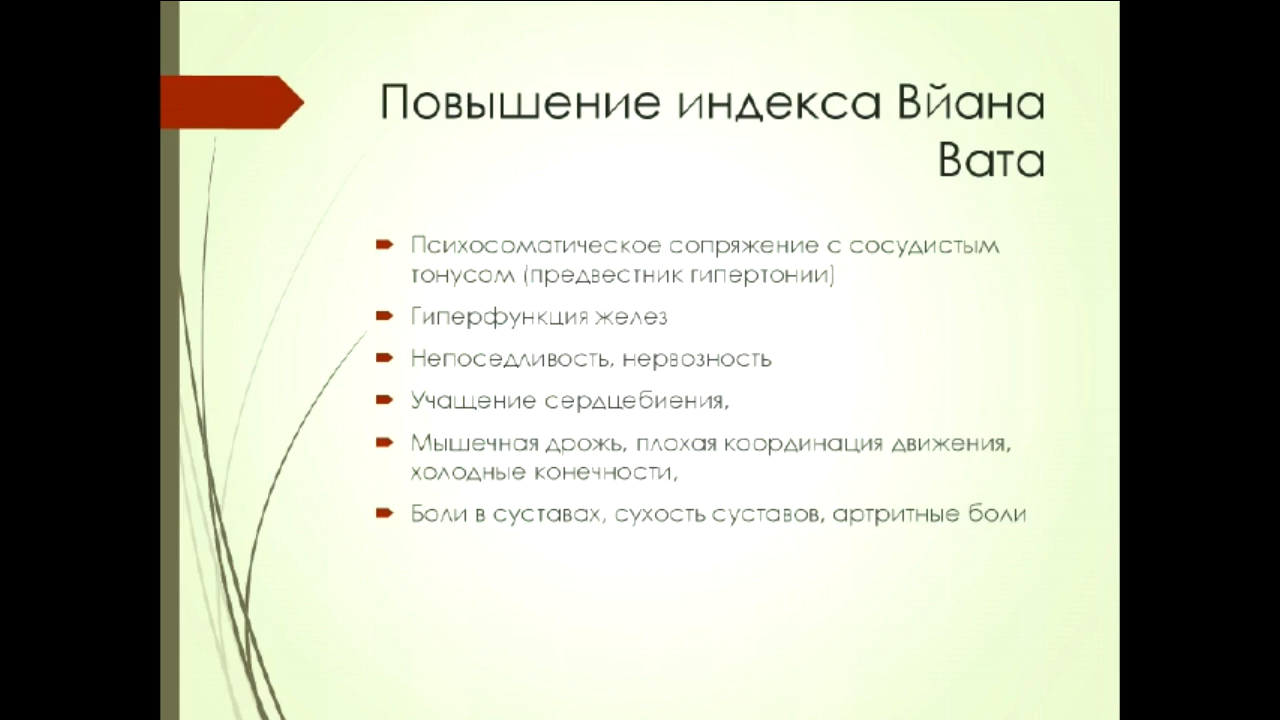 Повышение индекса Вйана
Вата
Психосоматическое сопряжение с сосудистым
тонусом (предвестник гипертонии)
Гиперфункция желез
Непоседливость, нервозность
Учащение сердцебиения,
Мышечная дрожь, плохая координация движения,
холодные конечности,
Боли в суставах, сухость суставов, артритные боли